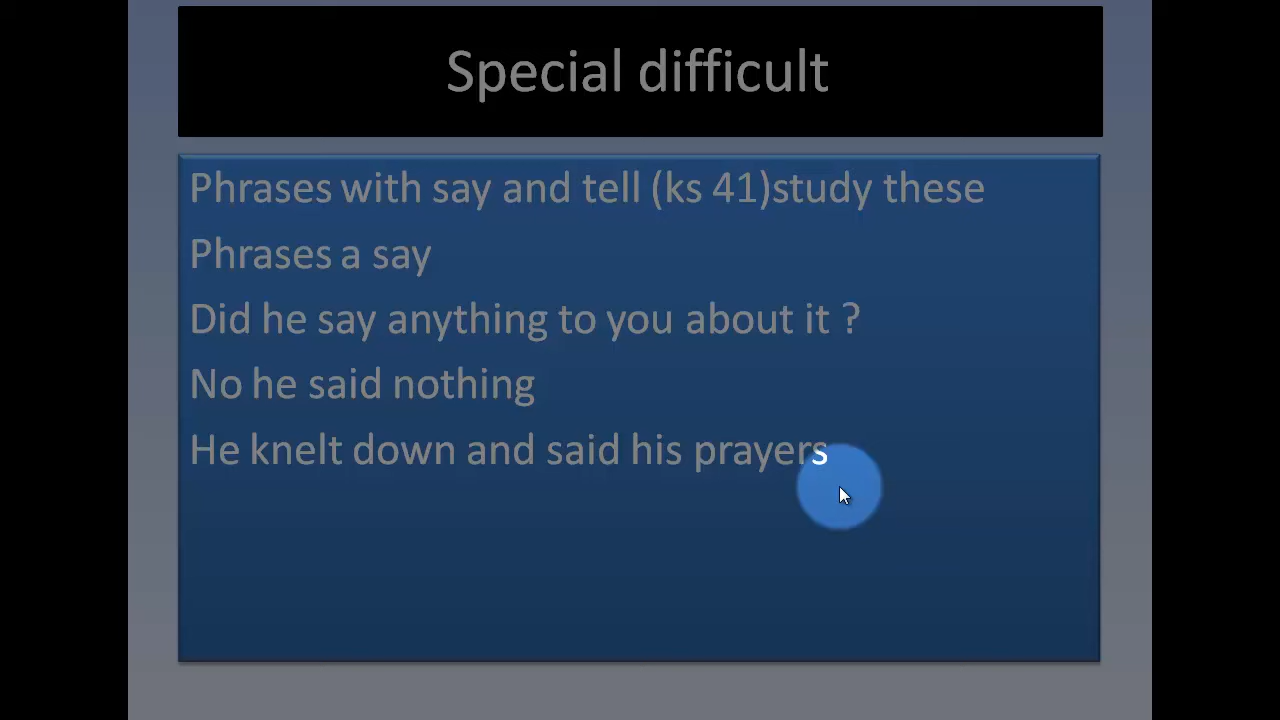 Special difficult
Phrases with say and tell (ks 41)study these
Phrases a say
Did he say anything to you about it ?
No he said nothing
He knelt down and said his prayers